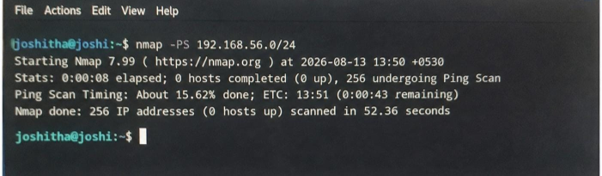 File Actions Edit View Help
joshitha@joshi:~$ nmap -PS 192.168.56.0/24
Starting Nmap 7.99 ( https://nmap.org ) at 2026-08-13 13:50 +0530
Stats: 0:00:08 elapsed; 0 hosts completed (0 up), 256 undergoing Ping Scan
Ping Scan Timing: About 15.62% done; ETC: 13:51 (0:00:43 remaining)
Nmap done: 256 IP addresses (0 hosts up) scanned in 52.36 seconds
joshitha@joshi:~$